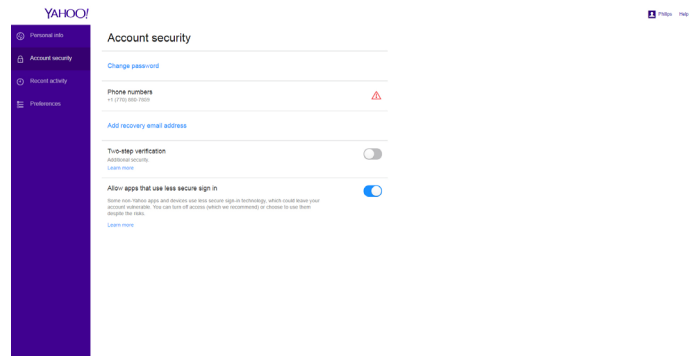 YAHOO!
Philips Help
Personal info
Account security
Recent activity
Preferences
Account security
Change password
Phone numbers
Add recovery email address
Two-step verification
Additional security.
Learn more
Allow apps that use less secure sign in
Some non-Yahoo apps and devices use less secure sign-in technology, which could leave your
account vulnerable. You can turn off access (which we recommend) or choose to use them
despite the risks.
Learn more